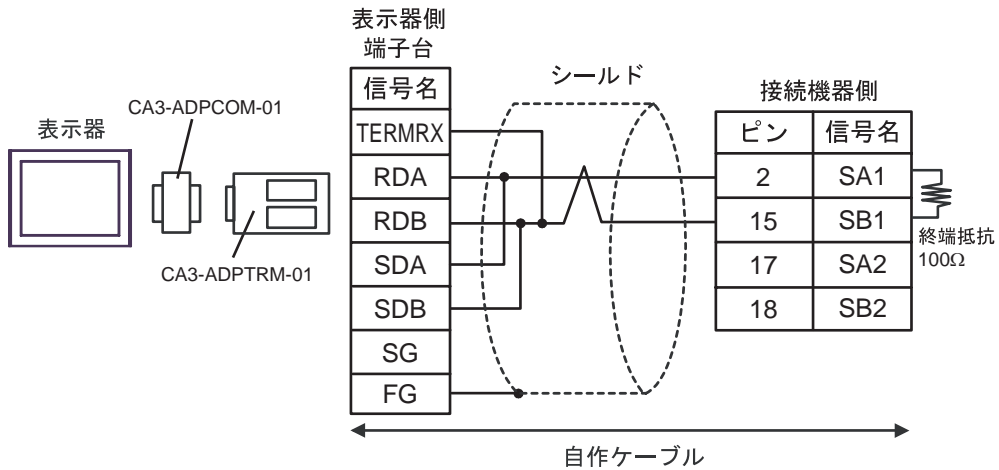 表示器側
端子台
シールド
接続機器側
CA3-ADPCOM-01
表示器
CA3-ADPTRM-01
信号名
TERMRX
RDA
RDB
SDA
SDB
SG
FG
ピン 信号名
2 SA1
15 SB1
17 SA2
18 SB2
終端抵抗
100Ω
自作ケーブル